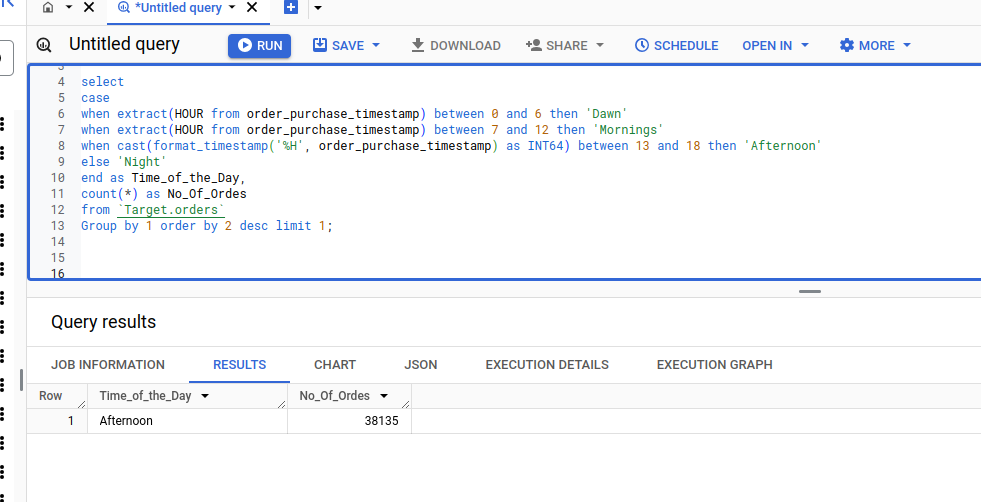 *Untitled query
Untitled query
RUN
SAVE
DOWNLOAD
SHARE
SCHEDULE
OPEN IN
MORE
3
4 select
5 case
6 when extract(HOUR from order_purchase_timestamp) between 0 and 6 then 'Dawn'
7 when extract(HOUR from order_purchase_timestamp) between 7 and 12 then 'Mornings'
8 when cast(format_timestamp('%H', order_purchase_timestamp) as INT64) between 13 and 18 then 'Afternoon'
9 else 'Night'
10 end as Time_of_the_Day,
11 count(*) as No_Of_Ordes
12 from `Target.orders`
13 Group by 1 order by 2 desc limit 1;
14
15
16
Query results
JOB INFORMATION RESULTS CHART JSON EXECUTION DETAILS EXECUTION GRAPH
Row Time_of_the_Day No_Of_Ordes
1 Afternoon 38135